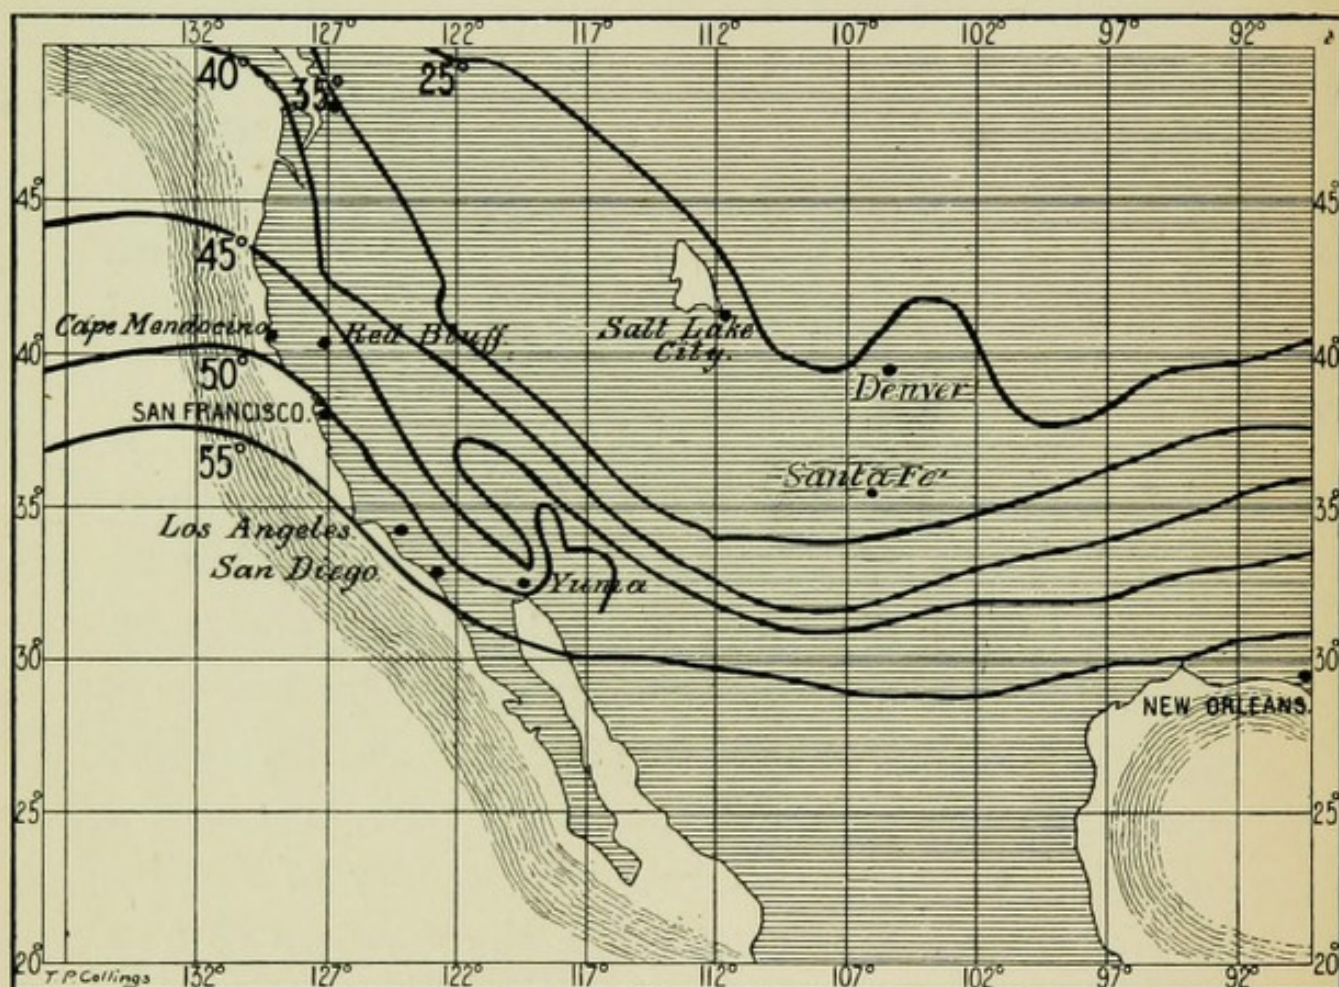 132° 127° 122° 117° 112° 107° 102° 97° 92°
40° 35° 25°
45° 45°
45°
Cape Mendocino Red Bluff. Salt Lake
City.
40° 40°
50° Denver
SAN FRANCISCO.
55° Santa Fe
35° 35°
Los Angeles
San Diego Yuma
30° 30°
NEW ORLEANS.
25° 25°
20° 20°
T. P. Collings 132° 127° 122° 117° 112° 107° 102° 97° 92°